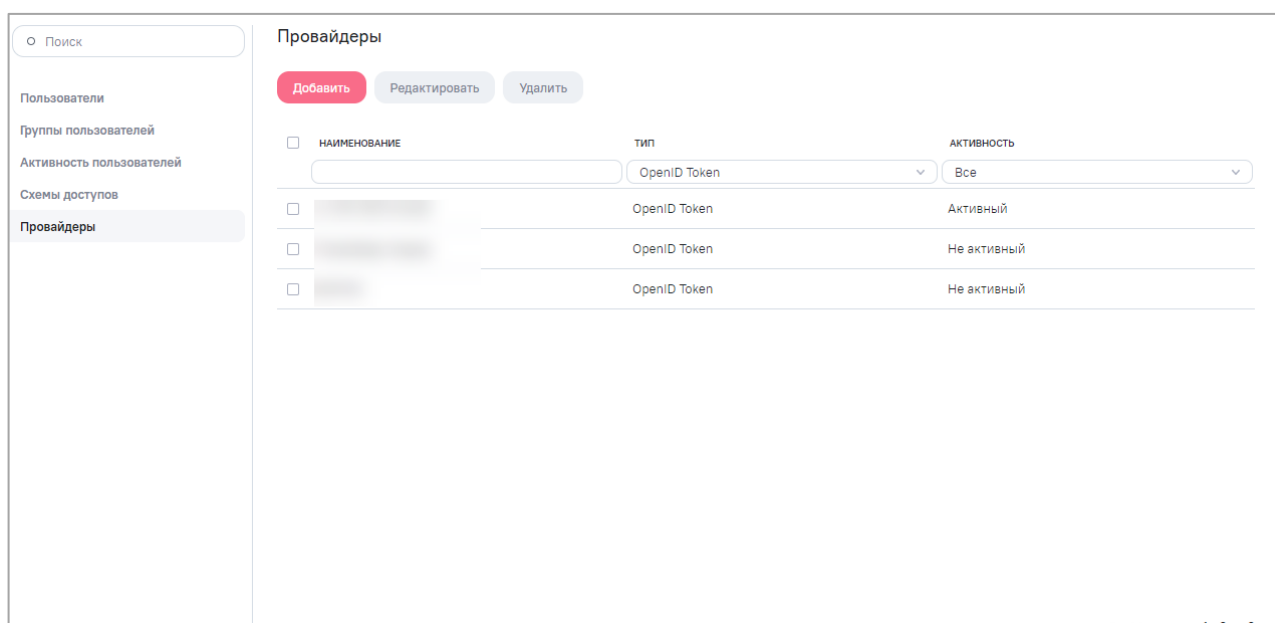 Поиск
Пользователи
Группы пользователей
Активность пользователей
Схемы доступов
Провайдеры
Провайдеры
Добавить Редактировать Удалить
НАИМЕНОВАНИЕ ТИП АКТИВНОСТЬ
OpenID Token Все
OpenID Token Активный
OpenID Token Не активный
OpenID Token Не активный